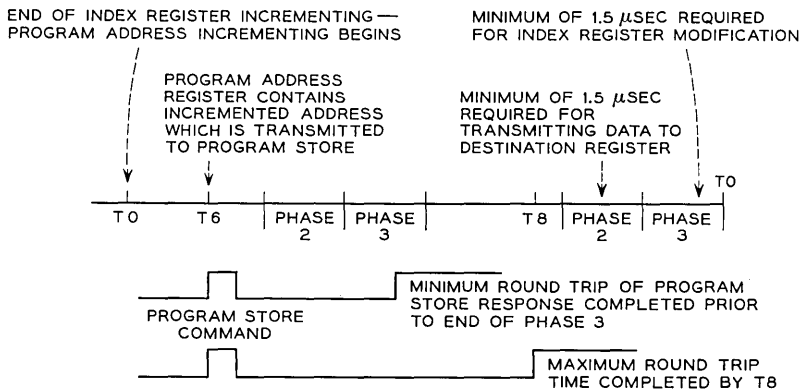 END OF INDEX REGISTER INCREMENTING—
PROGRAM ADDRESS INCREMENTING BEGINS
MINIMUM OF 1.5 μSEC REQUIRED
FOR INDEX REGISTER MODIFICATION
PROGRAM ADDRESS
REGISTER CONTAINS
INCREMENTED ADDRESS
WHICH IS TRANSMITTED
TO PROGRAM STORE
MINIMUM OF 1.5 μSEC
REQUIRED FOR
TRANSMITTING DATA TO
DESTINATION REGISTER
T0
T0
T6
PHASE
2
PHASE
3
T8
PHASE
2
PHASE
3
PROGRAM STORE
COMMAND
MINIMUM ROUND TRIP OF PROGRAM
STORE RESPONSE COMPLETED PRIOR
TO END OF PHASE 3
MAXIMUM ROUND TRIP
TIME COMPLETED BY T8